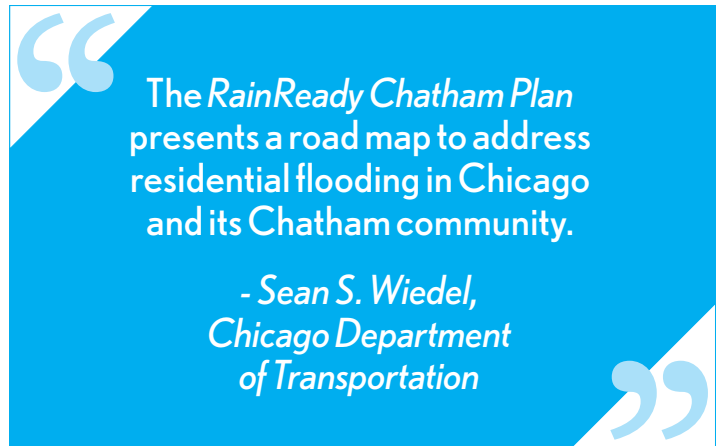 “
The RainReady Chatham Plan
presents a road map to address
residential flooding in Chicago
and its Chatham community.
- Sean S. Wiedel,
Chicago Department
of Transportation
”